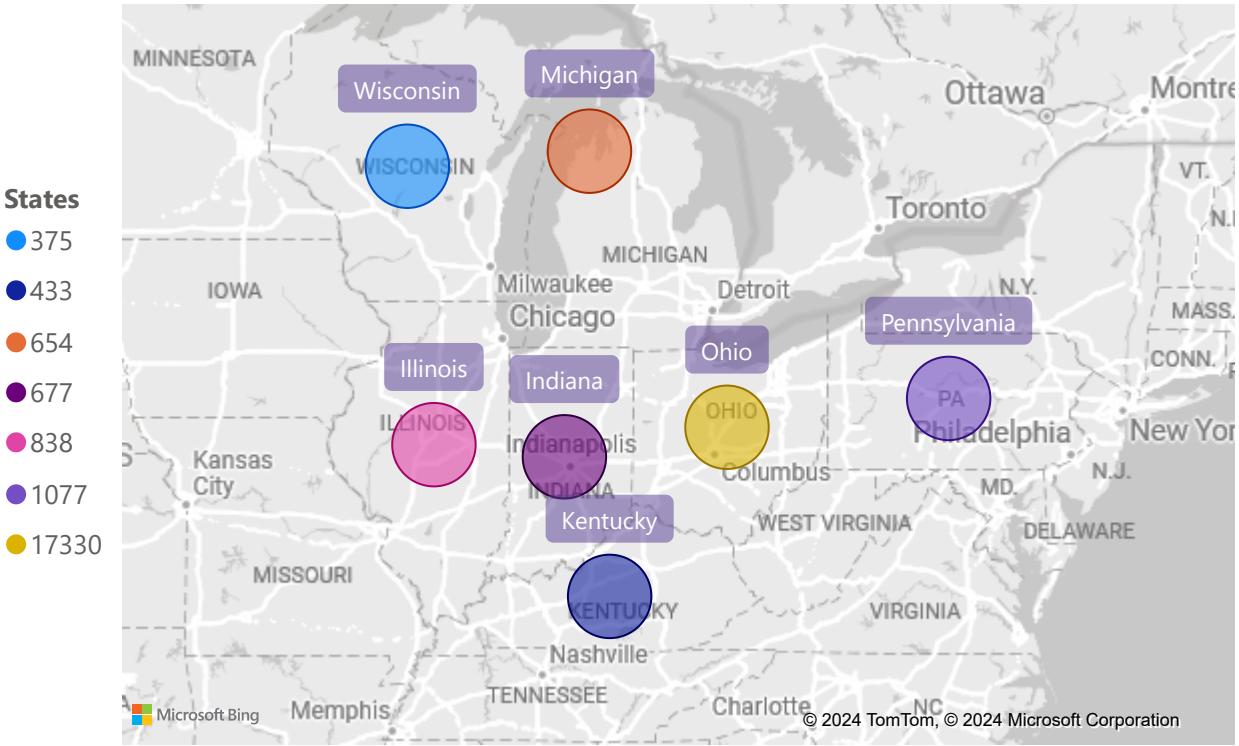 States
375
433
654
677
838
1077
17330
MINNESOTA
Wisconsin
Michigan
Ottawa
Montre
WISCONSIN
VT.
Toronto
MICHIGAN
IOWA
Milwaukee
Detroit
N.Y.
MASS.
Chicago
Pennsylvania
Illinois
Indiana
Ohio
CONN.
ILLINOIS
OHIO
PA
Indianapolis
Philadelphia
New Yor
Kansas
City
Columbus
N.J.
INDIANA
MD.
Kentucky
WEST VIRGINIA
DELAWARE
MISSOURI
KENTUCKY
VIRGINIA
Nashville
TENNESSEE
Microsoft Bing
Memphis
Charlotte
NC
© 2024 TomTom, © 2024 Microsoft Corporation